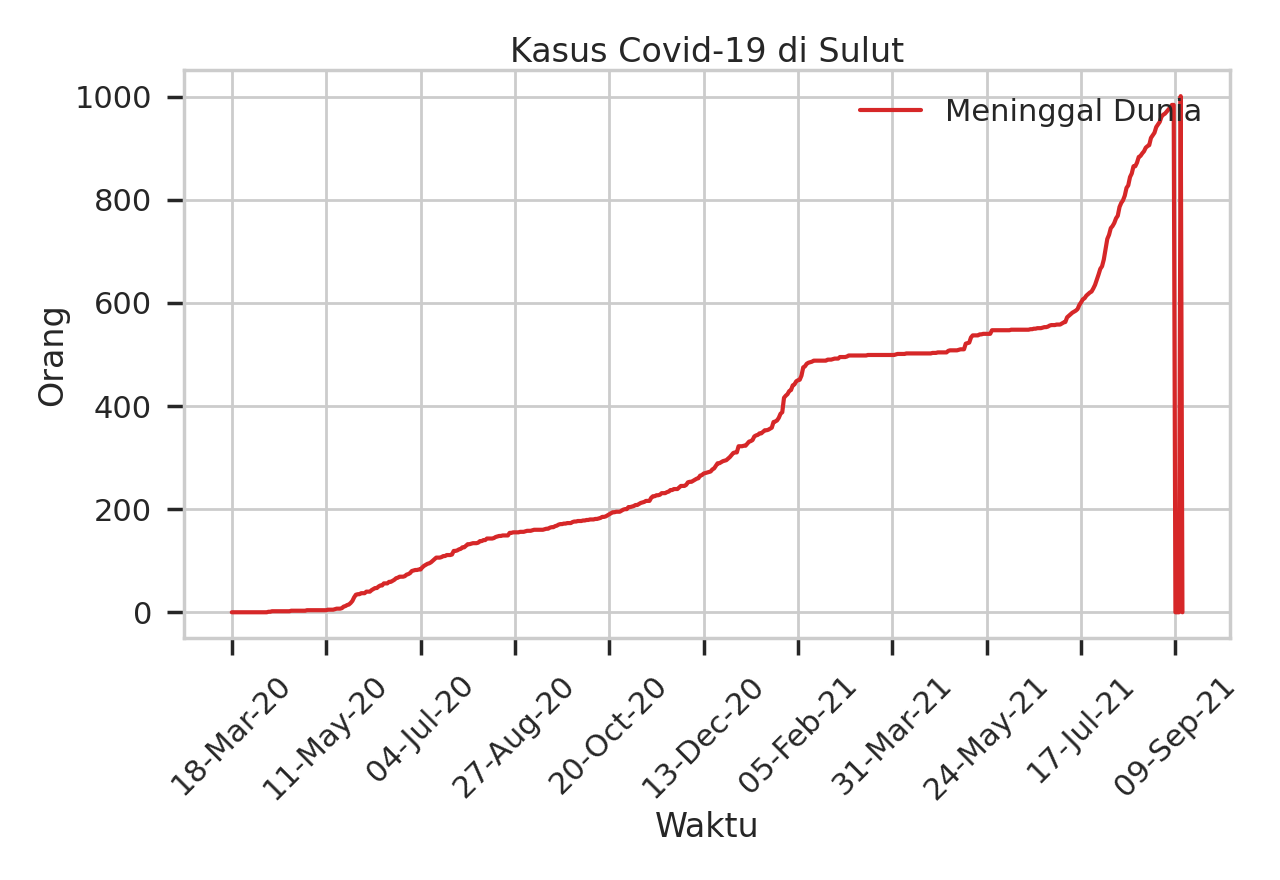 Kasus Covid-19 di Sulut
Meninggal Dunia
Orang
1000
800
600
400
200
0
18-Mar-20
11-May-20
04-Jul-20
27-Aug-20
20-Oct-20
13-Dec-20
05-Feb-21
31-Mar-21
24-May-21
17-Jul-21
09-Sep-21
Waktu